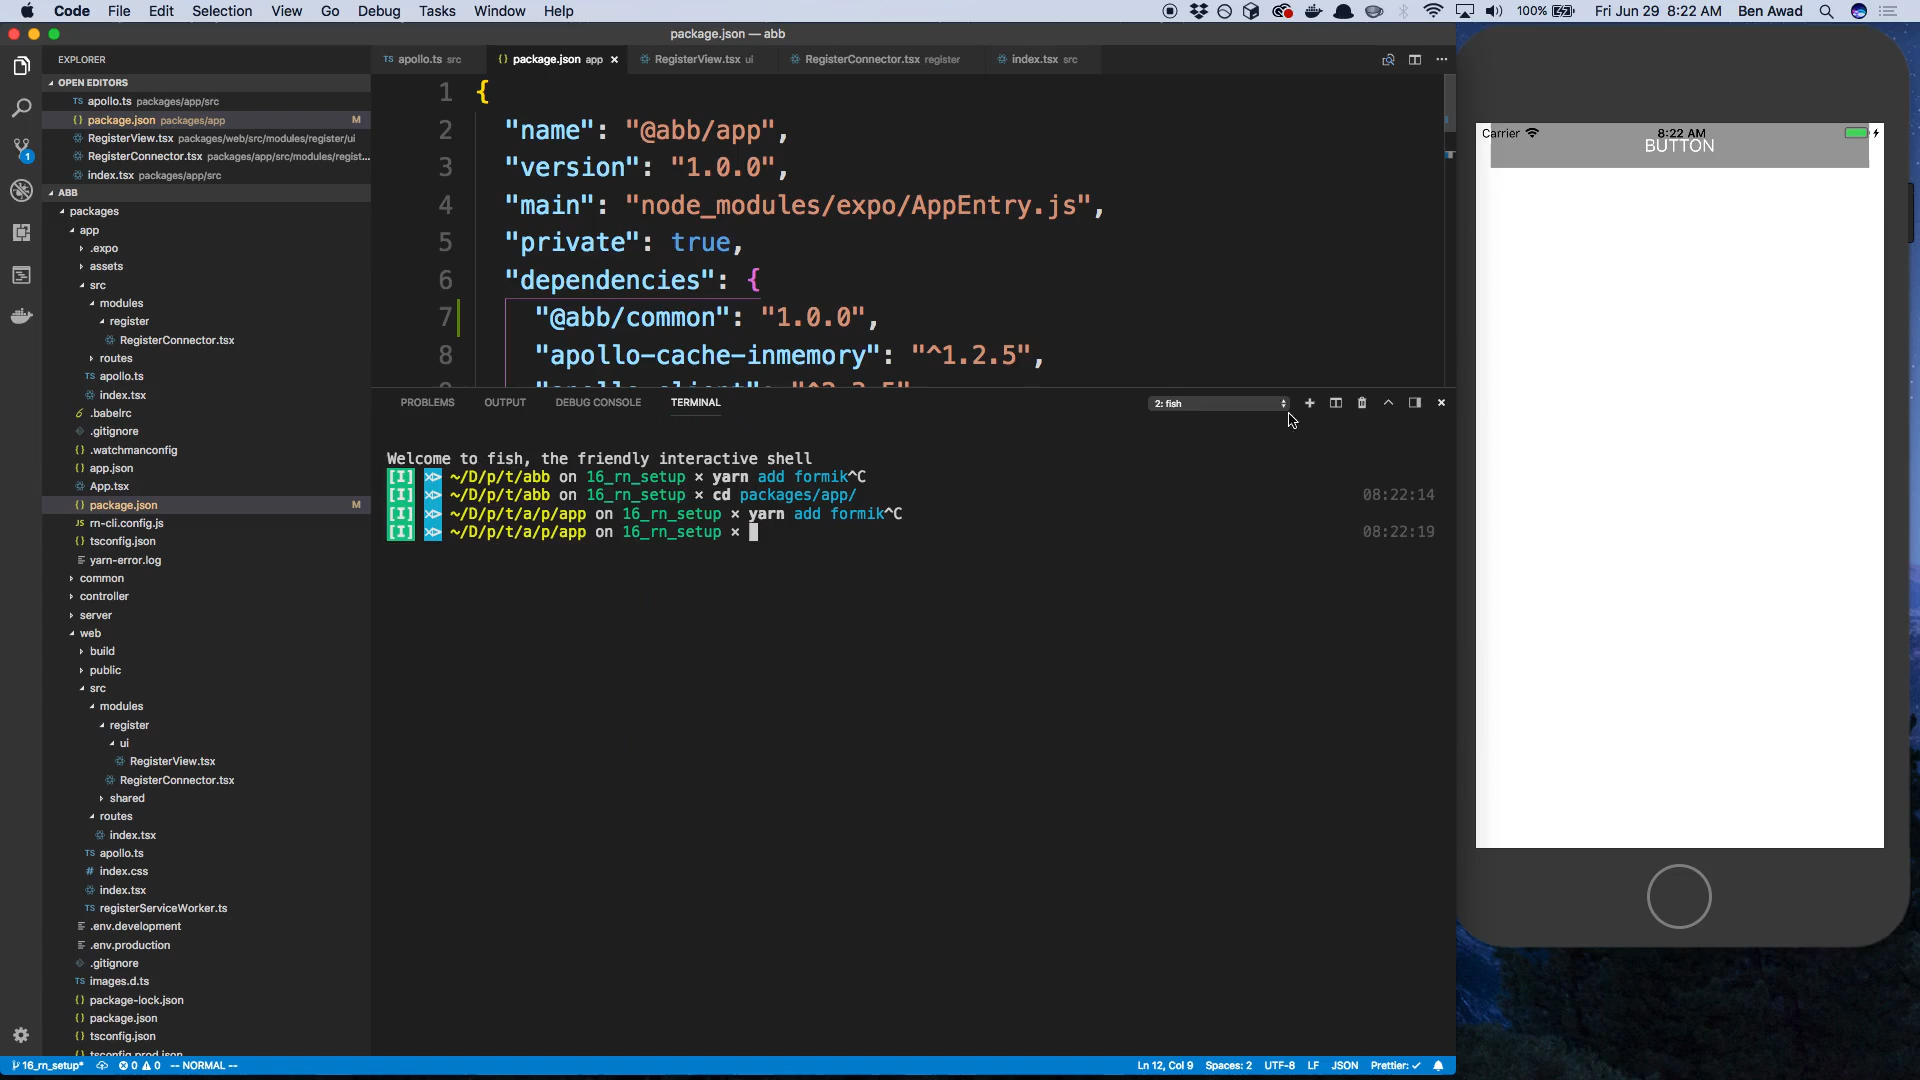 Code File Edit Selection View Go Debug Tasks Window Help
100% Fri Jun 29 8:22 AM Ben Awad
package.json — abb
EXPLORER
OPEN EDITORS
TS apollo.ts packages/app/src
{} package.json packages/app M
RegisterView.tsx packages/web/src/modules/register/ui
RegisterConnector.tsx packages/app/src/modules/regist...
index.tsx packages/app/src
ABB
packages
app
.expo
assets
src
modules
register
RegisterConnector.tsx
routes
TS apollo.ts
index.tsx
.babelrc
.gitignore
{} .watchmanconfig
{} app.json
App.tsx
{} package.json M
JS rn-cli.config.js
{} tsconfig.json
yarn-error.log
common
controller
server
web
build
public
src
modules
register
ui
RegisterView.tsx
RegisterConnector.tsx
shared
routes
index.tsx
TS apollo.ts
# index.css
index.tsx
TS registerServiceWorker.ts
.env.development
.env.production
.gitignore
TS images.d.ts
{} package-lock.json
{} package.json
{} tsconfig.json
{} tsconfig.prod.json
1
TS apollo.ts src
{} package.json app ×
RegisterView.tsx ui
RegisterConnector.tsx register
index.tsx src
1 {
2 "name": "@abb/app",
3 "version": "1.0.0",
4 "main": "node_modules/expo/AppEntry.js",
5 "private": true,
6 "dependencies": {
7 "@abb/common": "1.0.0",
8 "apollo-cache-inmemory": "^1.2.5",
PROBLEMS OUTPUT DEBUG CONSOLE TERMINAL
2: fish
Welcome to fish, the friendly interactive shell
[I] ~/D/p/t/abb on 16_rn_setup × yarn add formik^C
[I] ~/D/p/t/abb on 16_rn_setup × cd packages/app/ 08:22:14
[I] ~/D/p/t/a/p/app on 16_rn_setup × yarn add formik^C
[I] ~/D/p/t/a/p/app on 16_rn_setup × 08:22:19
16_rn_setup* 0 0 -- NORMAL --
Ln 12, Col 9 Spaces: 2 UTF-8 LF JSON Prettier: ✓
Carrier 8:22 AM
BUTTON